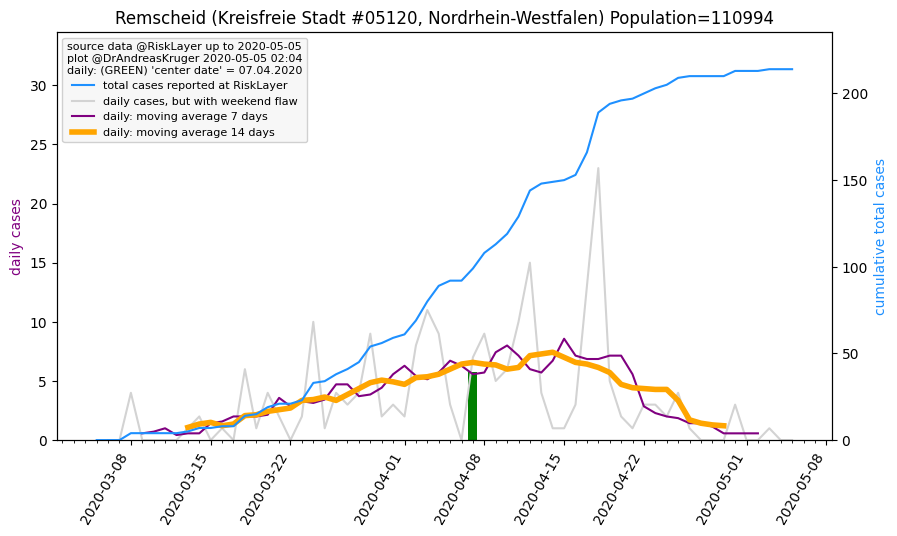 Remscheid (Kreisfreie Stadt #05120, Nordrhein-Westfalen) Population=110994
source data @RiskLayer up to 2020-05-05
plot @DrAndreasKruger 2020-05-05 02:04
daily: (GREEN) 'center date' = 07.04.2020
total cases reported at RiskLayer
daily cases, but with weekend flaw
daily: moving average 7 days
daily: moving average 14 days
daily cases
30
25
20
15
10
5
0
200
150
100
50
0
cumulative total cases
2020-03-08
2020-03-15
2020-03-22
2020-04-01
2020-04-08
2020-04-15
2020-04-22
2020-05-01
2020-05-08